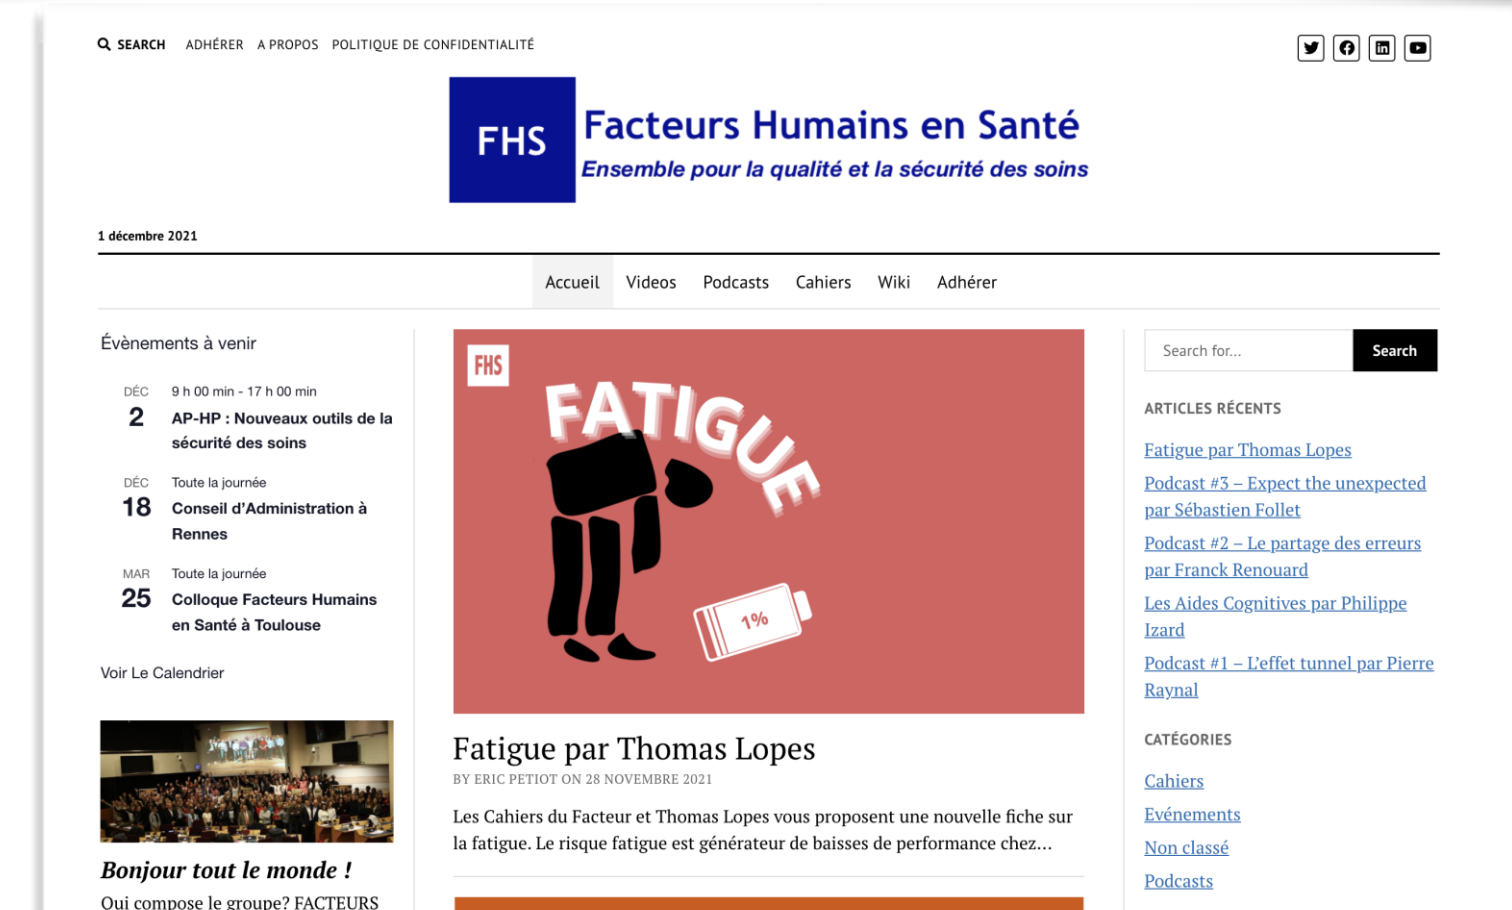 SEARCH ADHÉRER A PROPOS POLITIQUE DE CONFIDENTIALITÉ
FHS
Facteurs Humains en Santé
Ensemble pour la qualité et la sécurité des soins
1 décembre 2021
Accueil Videos Podcasts Cahiers Wiki Adhérer
Évènements à venir
DÉC
2
9 h 00 min - 17 h 00 min
AP-HP : Nouveaux outils de la
sécurité des soins
DÉC
18
Toute la journée
Conseil d’Administration à
Rennes
MAR
25
Toute la journée
Colloque Facteurs Humains
en Santé à Toulouse
Voir Le Calendrier
Bonjour tout le monde !
Qui compose le groupe? FACTEURS
FHS
FATIGUE
1%
Fatigue par Thomas Lopes
BY ERIC PETIOT ON 28 NOVEMBRE 2021
Les Cahiers du Facteur et Thomas Lopes vous proposent une nouvelle fiche sur
la fatigue. Le risque fatigue est générateur de baisses de performance chez…
Search for... Search
ARTICLES RÉCENTS
Fatigue par Thomas Lopes
Podcast #3 – Expect the unexpected
par Sébastien Follet
Podcast #2 – Le partage des erreurs
par Franck Renouard
Les Aides Cognitives par Philippe
Izard
Podcast #1 – L’effet tunnel par Pierre
Raynal
CATÉGORIES
Cahiers
Evénements
Non classé
Podcasts